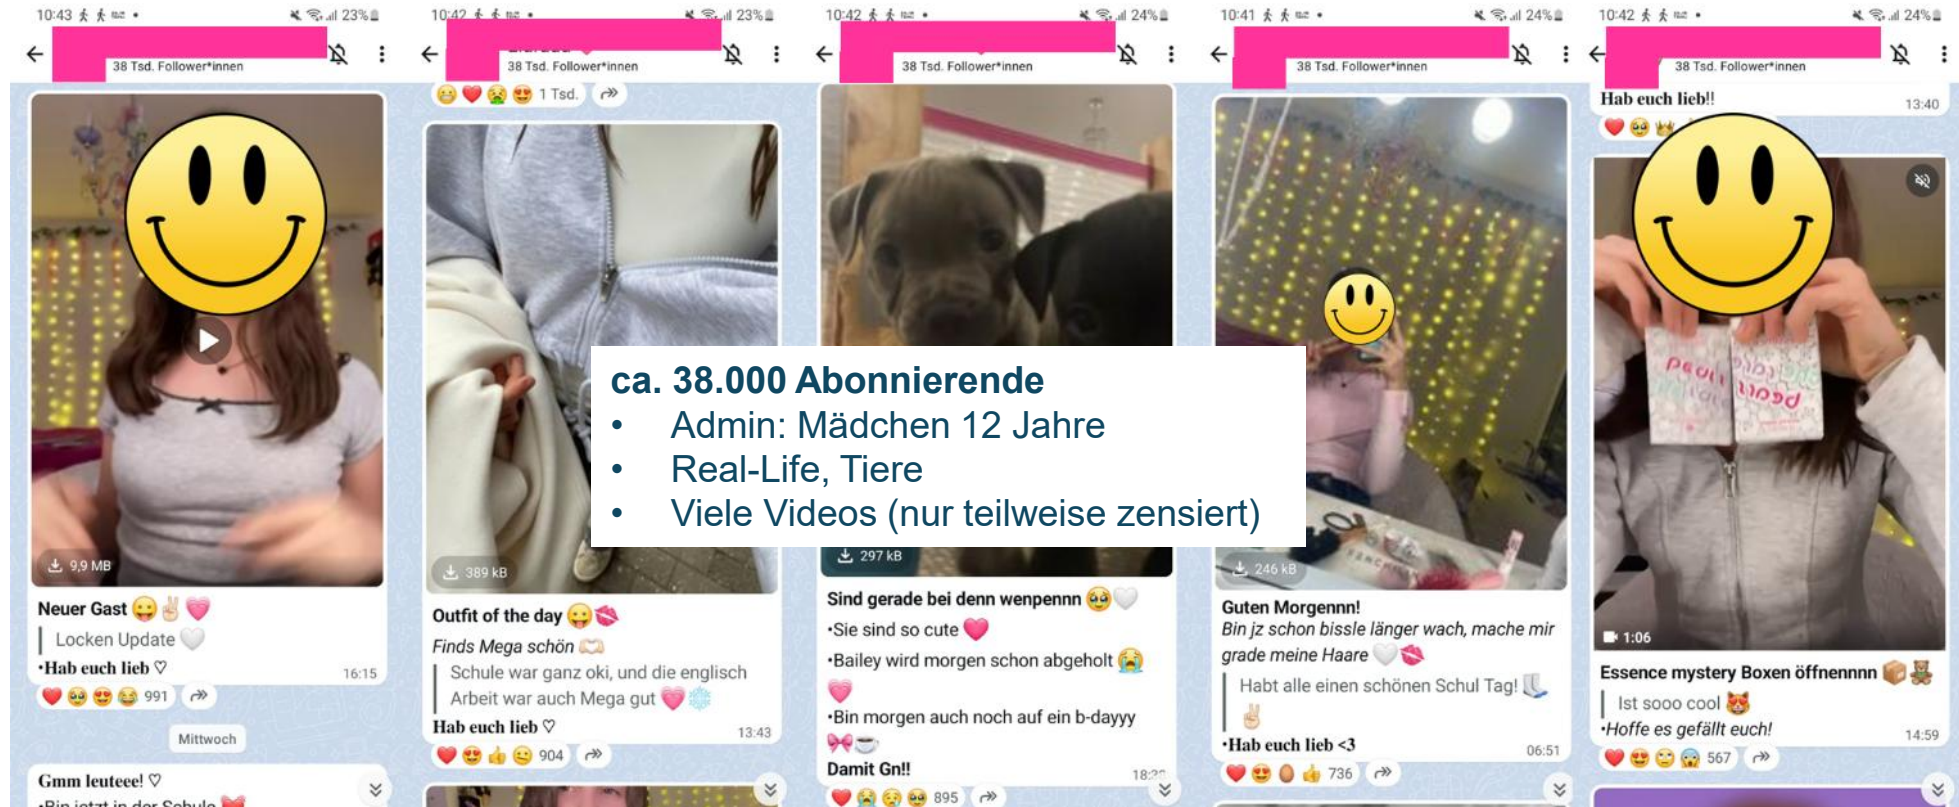 10:43
23%
38 Tsd. Follower*innen
9,9 MB
Neuer Gast 😛✌🏻💗
Locken Update 🤍
•Hab euch lieb ♡
16:15
991
Mittwoch
Gmm leuteee! ♡
•Bin jetzt in der Schule
10:42
23%
38 Tsd. Follower*innen
1 Tsd.
389 kB
Outfit of the day 😛💋
Finds Mega schön 🫶🏻
Schule war ganz oki, und die englisch
Arbeit war auch Mega gut 💗❄️
Hab euch lieb ♡
13:43
904
10:42
24%
38 Tsd. Follower*innen
297 kB
Sind gerade bei denn wenpennn 🥹🤍
•Sie sind so cute 💗
•Bailey wird morgen schon abgeholt 😭
💗
•Bin morgen auch noch auf ein b-dayyy
🎀☕
Damit Gn!!
895
10:41
24%
38 Tsd. Follower*innen
246 kB
Guten Morgennn!
Bin jz schon bissle länger wach, mache mir
grade meine Haare 🤍💋
Habt alle einen schönen Schul Tag! ⛸️
✌🏻
•Hab euch lieb <3
06:51
736
10:42
24%
38 Tsd. Follower*innen
Hab euch lieb!!
13:40
1:06
Essence mystery Boxen öffnennnn 📦🧸
Ist sooo cool 😻
•Hoffe es gefällt euch!
14:59
567
ca. 38.000 Abonnierende
• Admin: Mädchen 12 Jahre
• Real-Life, Tiere
• Viele Videos (nur teilweise zensiert)